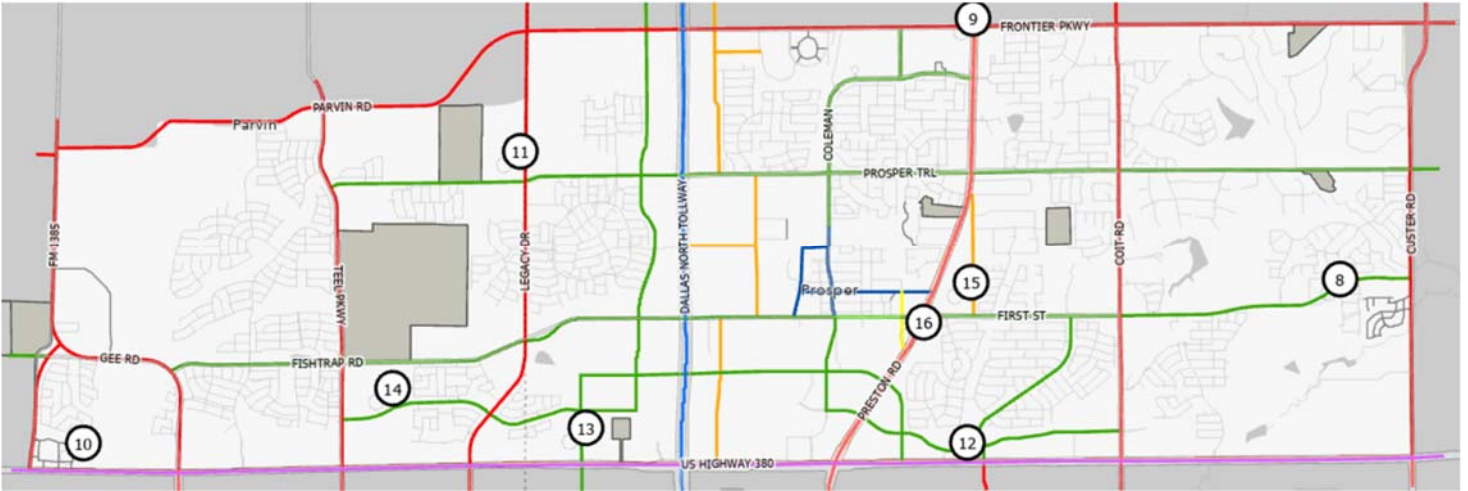 9
FRONTIER PKWY
PARVIN RD
Parvin
11
COLEMAN
PROSPER TRL
FM 1385
TEEL PKWY
LEGACY DR
DALLAS NORTH TOLLWAY
COIT RD
CUSTER RD
Prosper
15
8
16
FIRST ST
GEE RD
FISHTRAP RD
14
PRESTON RD
10
13
12
US HIGHWAY 380